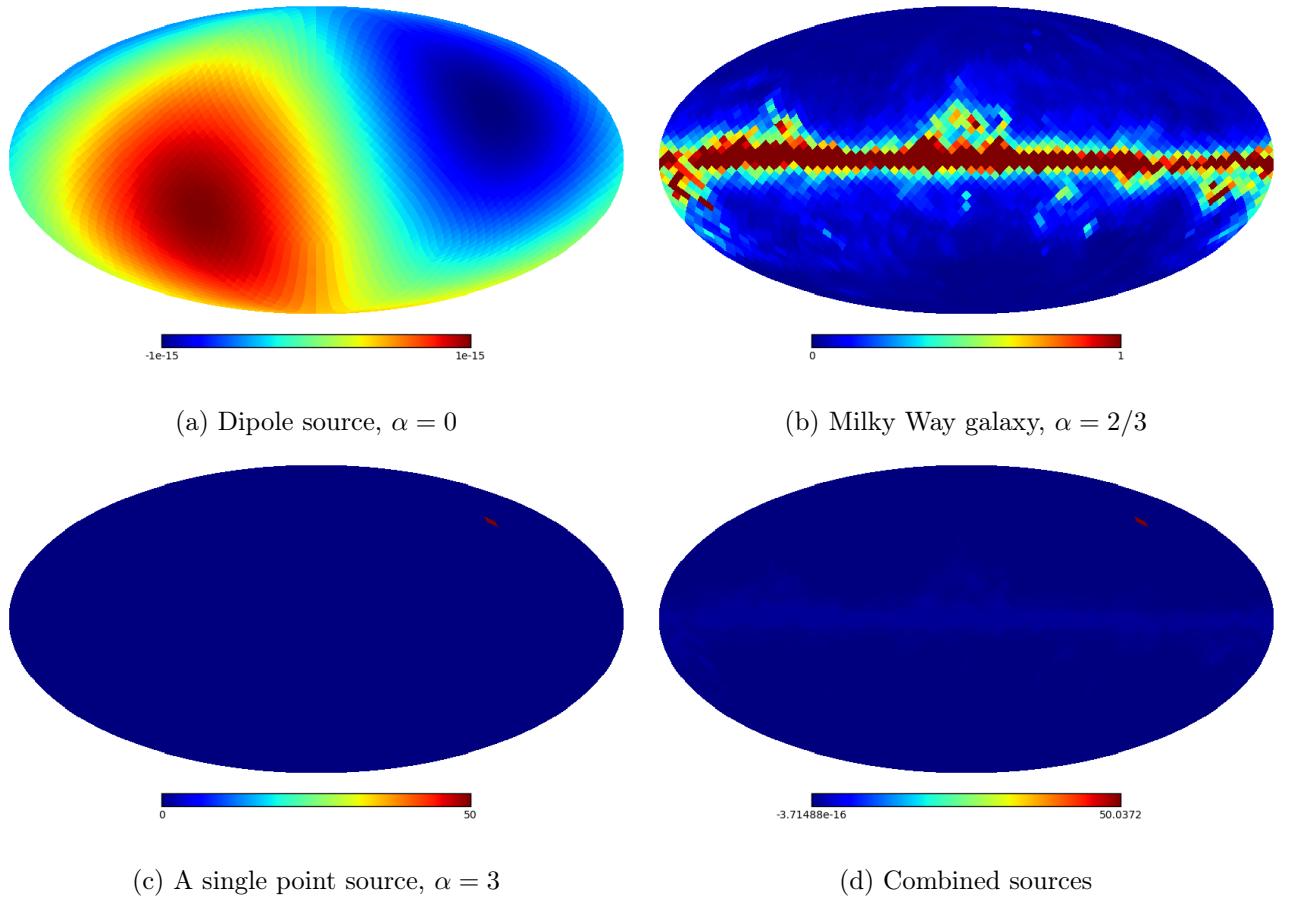 -1e-15 1e-15
0 1
(a) Dipole source, α = 0
(b) Milky Way galaxy, α = 2/3
0 50
-3.71488e-16 50.0372
(c) A single point source, α = 3
(d) Combined sources